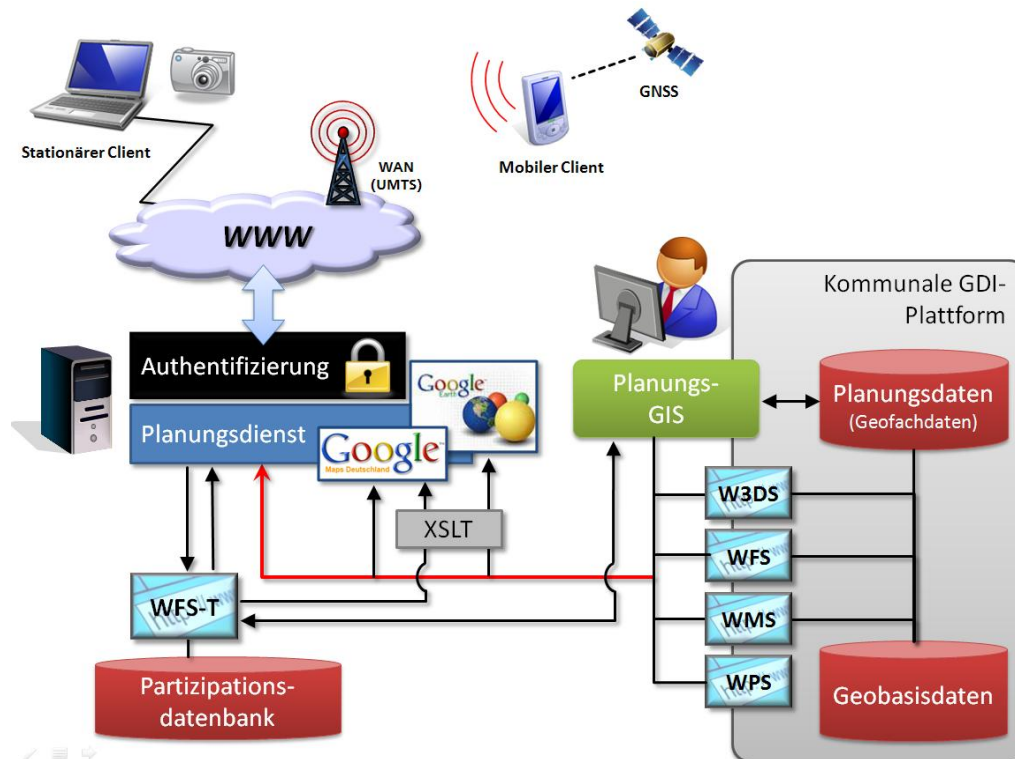 GNSS
Stationärer Client
WAN
(UMTS)
Mobiler Client
WWW
Kommunale GDI-
Plattform
Authentifizierung
Google
Earth
Planungs-
GIS
Planungsdaten
(Geofachdaten)
Planungsdienst
Google
Maps Deutschland
W3DS
XSLT
WFS
WFS-T
WMS
WPS
Partizipations-
datenbank
Geobasisdaten